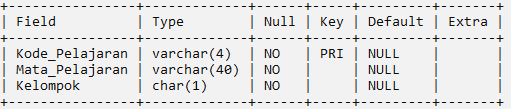 +----------------+-------------+------+-----+---------+-------+
| Field          | Type        | Null | Key | Default | Extra |
+----------------+-------------+------+-----+---------+-------+
| Kode_Pelajaran | varchar(4)  | NO   | PRI | NULL    |       |
| Mata_Pelajaran | varchar(40) | NO   |     | NULL    |       |
| Kelompok       | char(1)     | NO   |     | NULL    |       |
+----------------+-------------+------+-----+---------+-------+